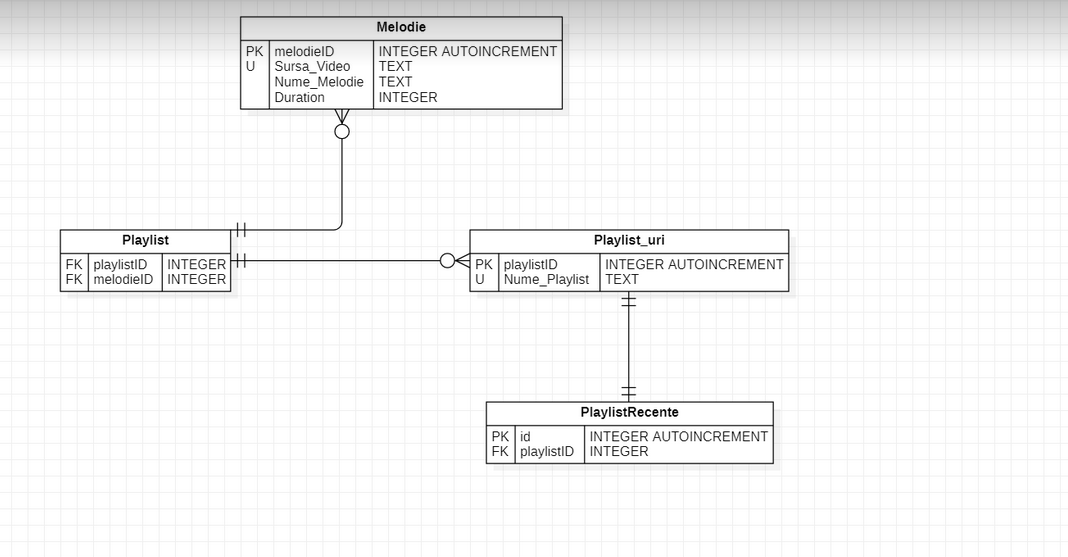 Melodie
PK melodieID INTEGER AUTOINCREMENT
U Sursa_Video TEXT
Nume_Melodie TEXT
Duration INTEGER
Playlist
FK playlistID INTEGER
FK melodieID INTEGER
Playlist_uri
PK playlistID INTEGER AUTOINCREMENT
U Nume_Playlist TEXT
PlaylistRecente
PK id INTEGER AUTOINCREMENT
FK playlistID INTEGER